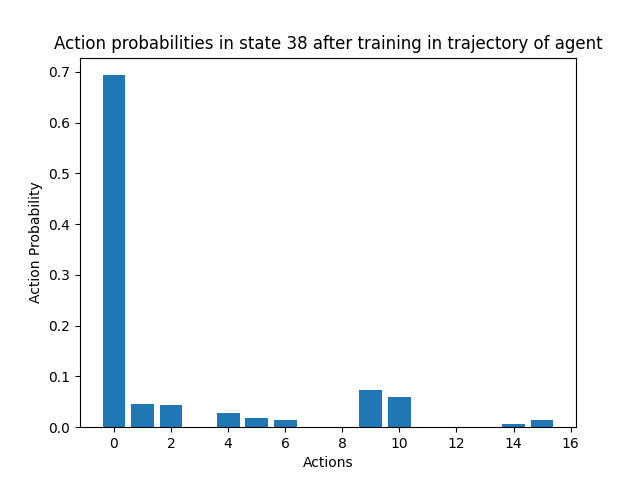 Action probabilities in state 38 after training in trajectory of agent
0.7
0.6
0.5
0.4
0.3
0.2
0.1
0.0
Action Probability
0 2 4 6 8 10 12 14 16
Actions